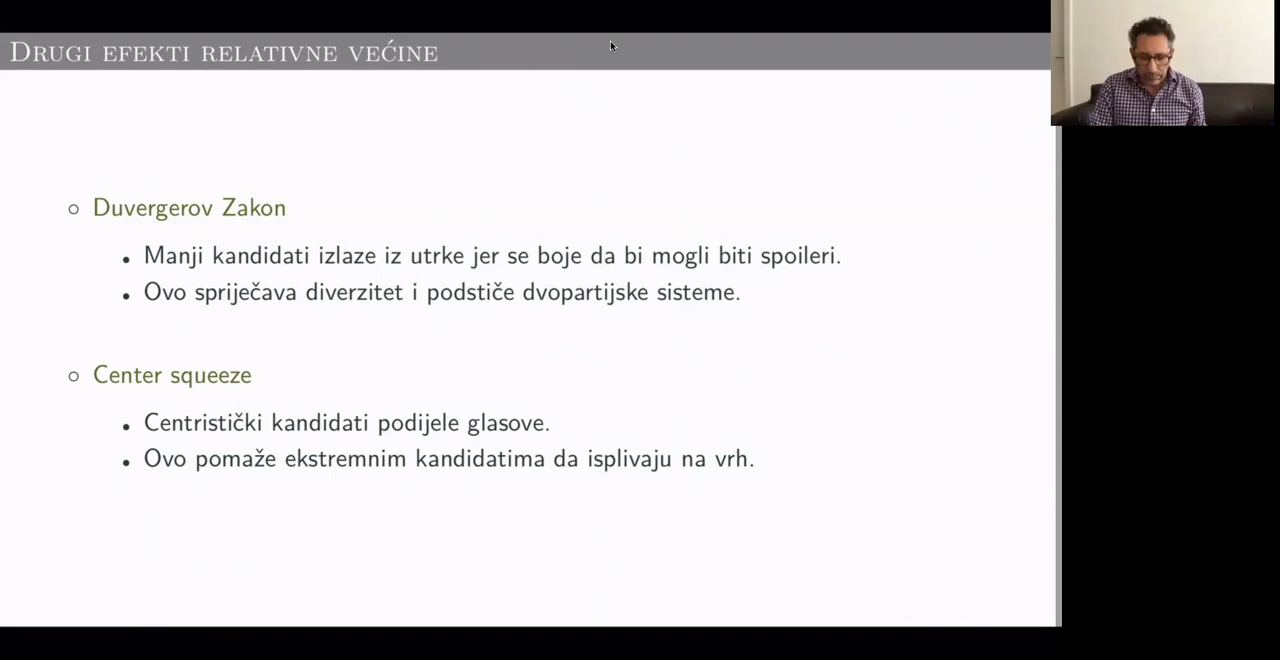 Drugi efekti relativne većine
Duvergerov Zakon
Manji kandidati izlaze iz utrke jer se boje da bi mogli biti spoileri.
Ovo spriječava diverzitet i podstiče dvopartijske sisteme.
Center squeeze
Centristički kandidati podijele glasove.
Ovo pomaže ekstremnim kandidatima da isplivaju na vrh.